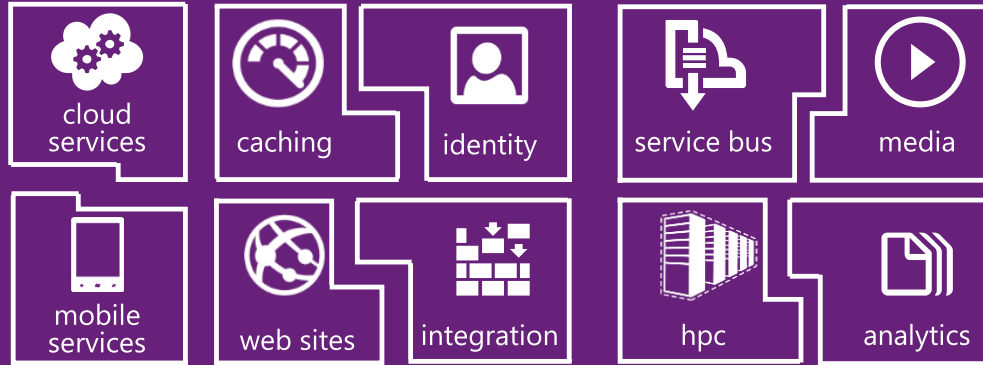 cloud
services
caching
identity
service bus
media
mobile
services
web sites
integration
hpc
analytics